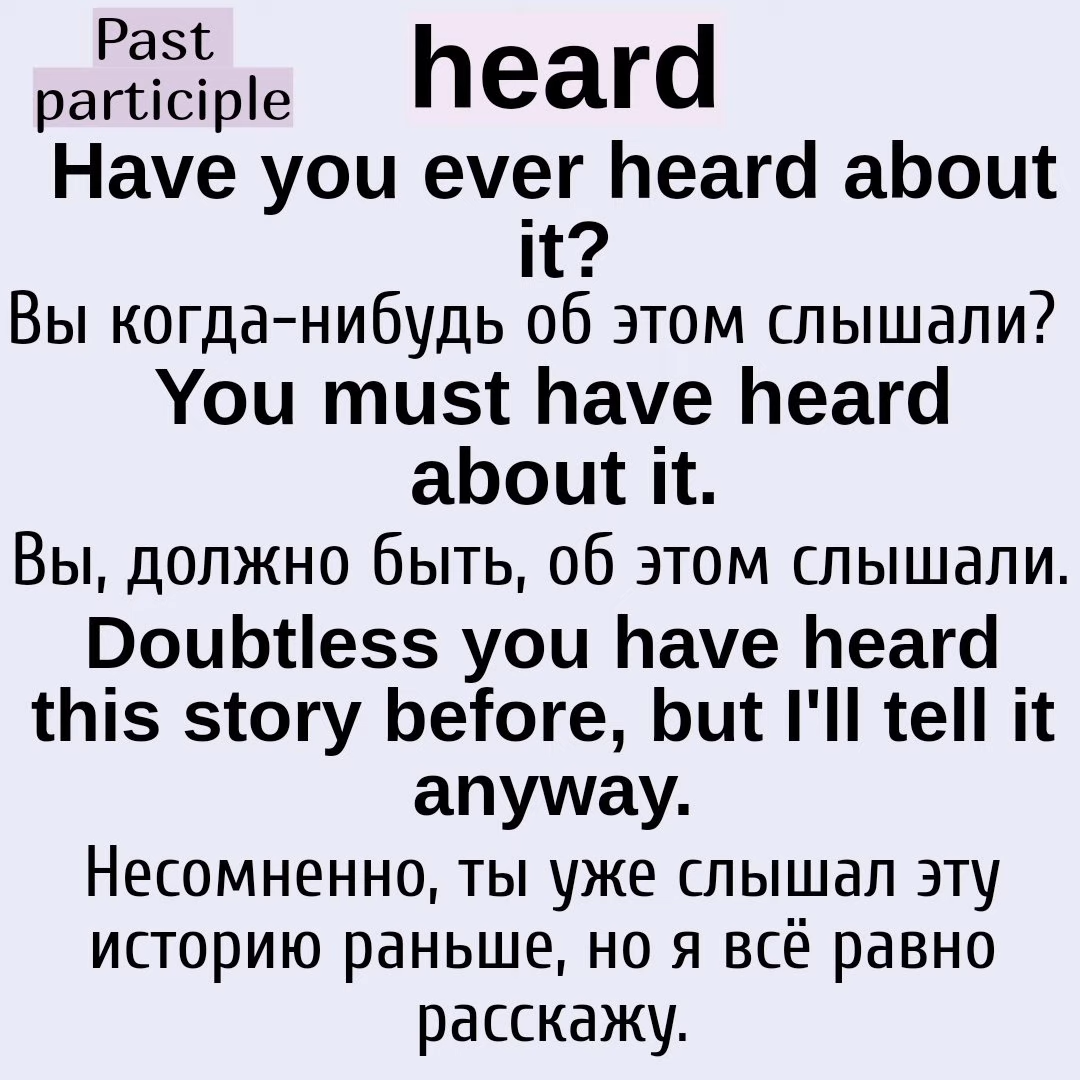 Past
participle
heard
Have you ever heard about
it?
Вы когда-нибудь об этом слышали?
You must have heard
about it.
Вы, должно быть, об этом слышали.
Doubtless you have heard
this story before, but I'll tell it
anyway.
Несомненно, ты уже слышал эту
историю раньше, но я всё равно
расскажу.